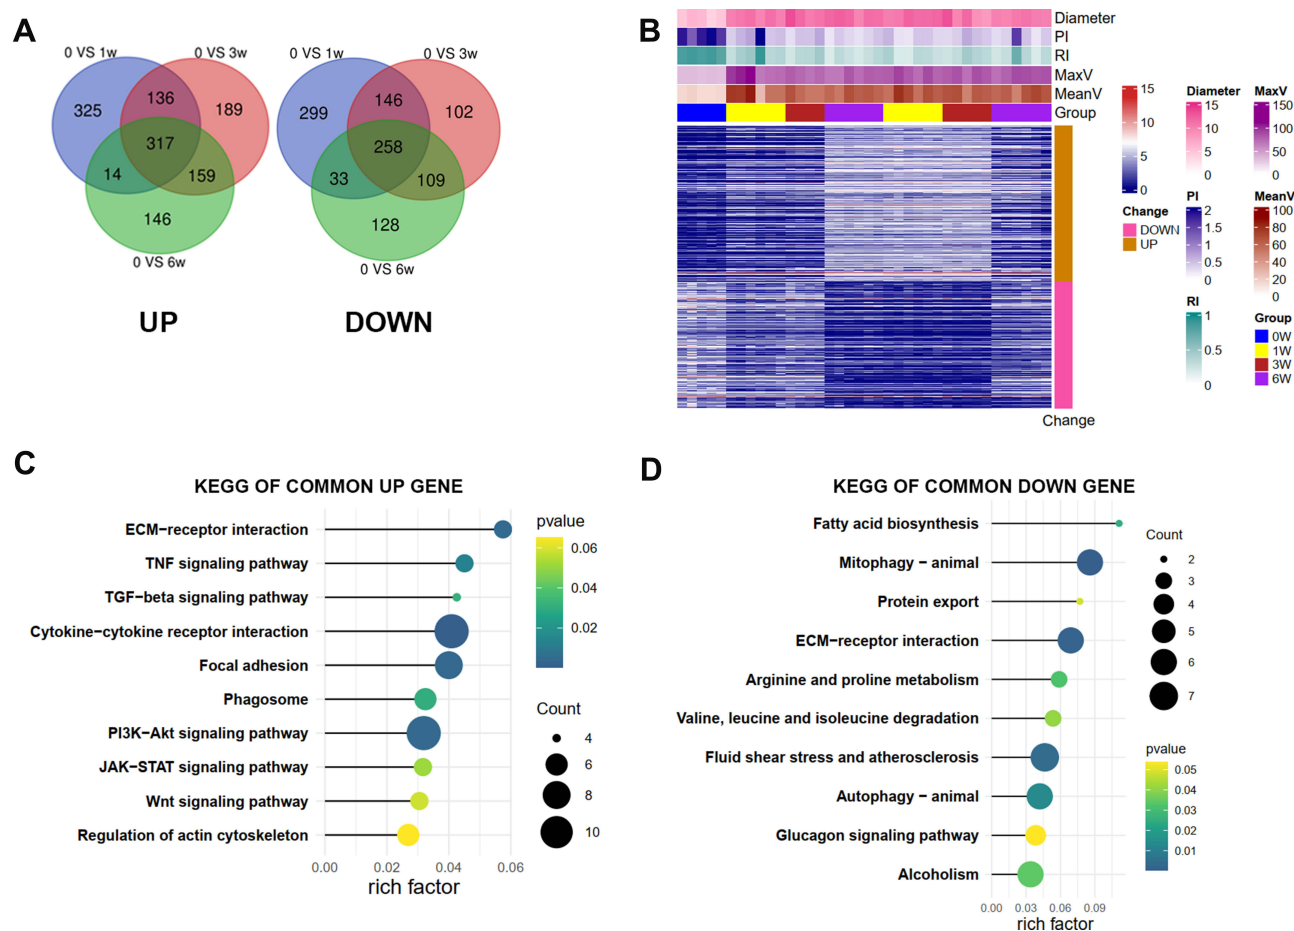 A
0 VS 1w
0 VS 3w
325
136
189
317
14
159
146
0 VS 6w
UP
0 VS 1w
0 VS 3w
299
146
102
258
33
109
128
0 VS 6w
DOWN
B
Diameter
PI
RI
MaxV
MeanV
Group
Change
15
10
5
0
Change
DOWN
UP
Diameter
15
10
5
0
MaxV
150
100
50
0
PI
2
1.5
1
0.5
0
MeanV
100
80
60
40
20
0
RI
1
0.5
0
Group
0W
1W
3W
6W
C
KEGG OF COMMON UP GENE
ECM−receptor interaction
TNF signaling pathway
TGF−beta signaling pathway
Cytokine−cytokine receptor interaction
Focal adhesion
Phagosome
PI3K−Akt signaling pathway
JAK−STAT signaling pathway
Wnt signaling pathway
Regulation of actin cytoskeleton
0.00
0.02
0.04
0.06
rich factor
pvalue
0.06
0.04
0.02
Count
4
6
8
10
D
KEGG OF COMMON DOWN GENE
Fatty acid biosynthesis
Mitophagy − animal
Protein export
ECM−receptor interaction
Arginine and proline metabolism
Valine, leucine and isoleucine degradation
Fluid shear stress and atherosclerosis
Autophagy − animal
Glucagon signaling pathway
Alcoholism
0.00
0.03
0.06
0.09
rich factor
Count
2
3
4
5
6
7
pvalue
0.05
0.04
0.03
0.02
0.01